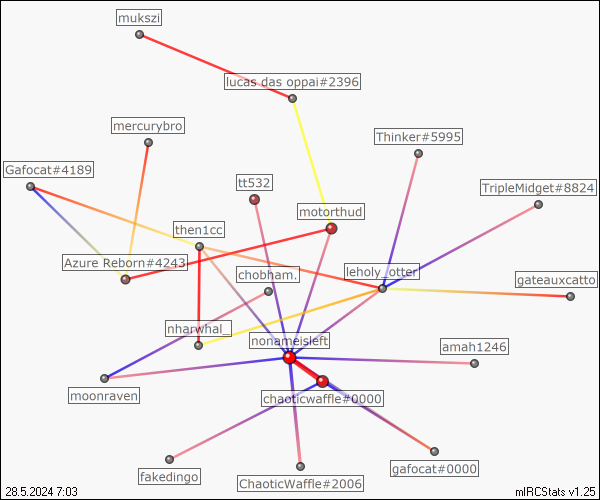 mukszi
lucas das oppai#2396
mercurybro
Thinker#5995
Gafocat#4189
tt532
TripleMidget#8824
motorthud
then1cc
Azure Reborn#4243
chobham.
leholy_otter
gateauxcatto
nharwhal_
nonameisleft
amah1246
moonraven
chaoticwaffle#0000
fakedingo
ChaoticWaffle#2006
gafocat#0000
28.5.2024 7:03
mIRCStats v1.25